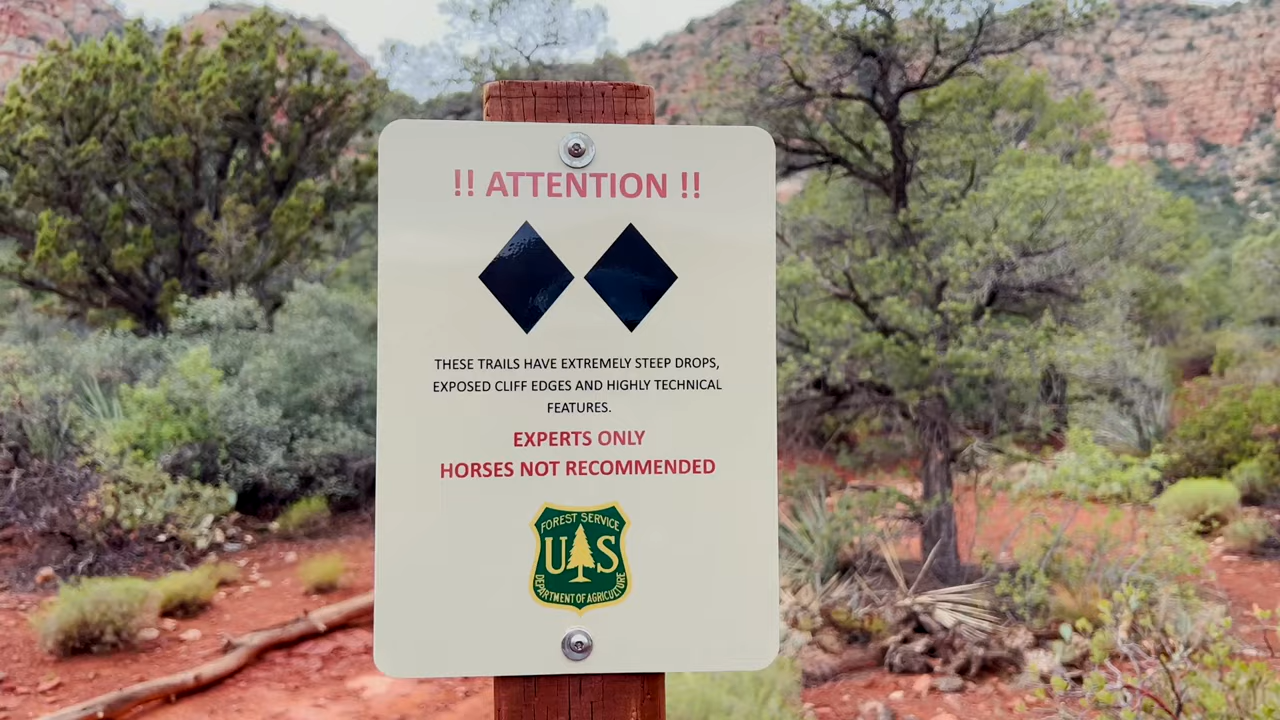 !! ATTENTION !!
THESE TRAILS HAVE EXTREMELY STEEP DROPS,
EXPOSED CLIFF EDGES AND HIGHLY TECHNICAL
FEATURES.
EXPERTS ONLY
HORSES NOT RECOMMENDED
FOREST SERVICE
U S
DEPARTMENT OF AGRICULTURE